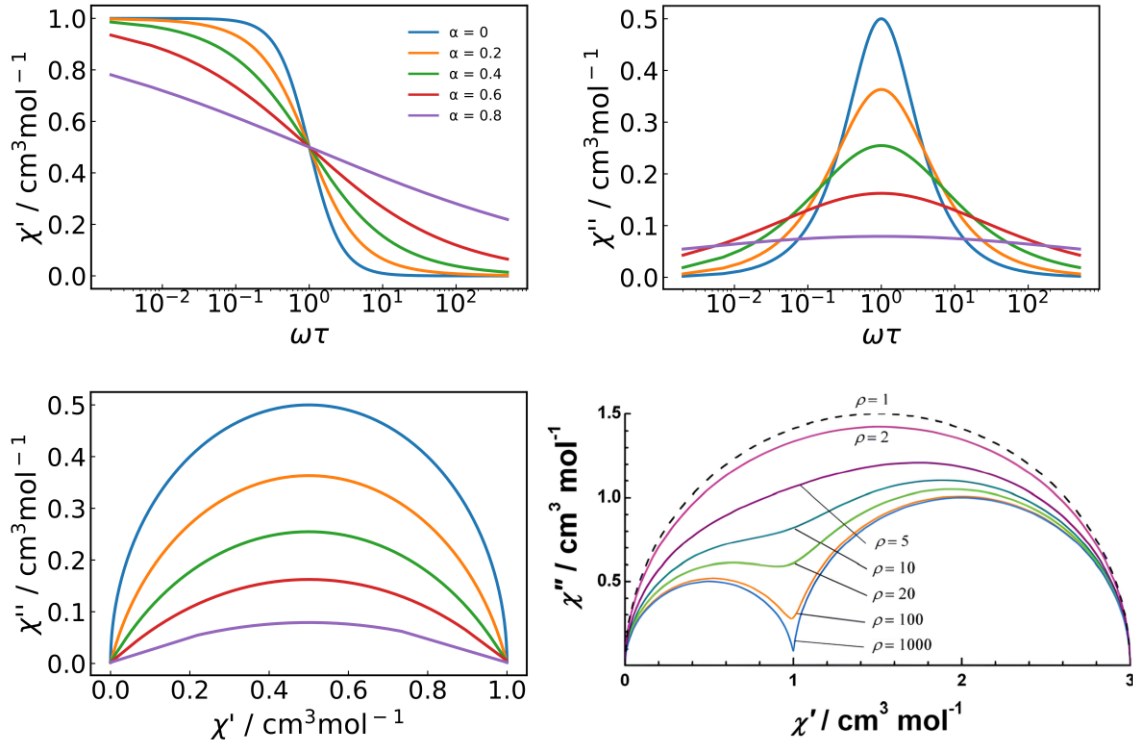 χ' / cm³mol⁻¹
1.0
0.8
0.6
0.4
0.2
0.0
α = 0
α = 0.2
α = 0.4
α = 0.6
α = 0.8
10⁻² 10⁻¹ 10⁰ 10¹ 10²
ωτ
χ'' / cm³mol⁻¹
0.5
0.4
0.3
0.2
0.1
0.0
10⁻² 10⁻¹ 10⁰ 10¹ 10²
ωτ
χ'' / cm³mol⁻¹
0.5
0.4
0.3
0.2
0.1
0.0
0.0 0.2 0.4 0.6 0.8 1.0
χ' / cm³mol⁻¹
χ'' / cm³ mol⁻¹
1.5
1.0
0.5
ρ = 1
ρ = 2
ρ = 5
ρ = 10
ρ = 20
ρ = 100
ρ = 1000
0 1 2 3
χ' / cm³ mol⁻¹